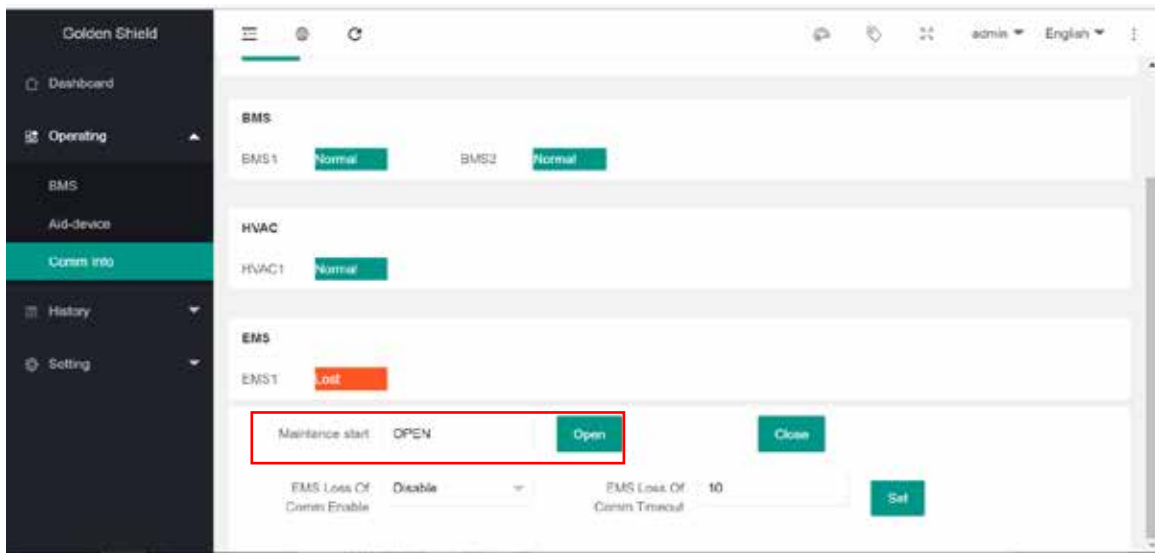 Golden Shield
admin
English
Dashboard
Operating
BMS
Aid-device
Comm info
History
Setting
BMS
BMS1 Normal BMS2 Normal
HVAC
HVAC1 Normal
EMS
EMS1 Lost
Maintence start OPEN Open Close
EMS Loss Of Comm Enable Disable EMS Loss Of Comm Timeout 10 Set